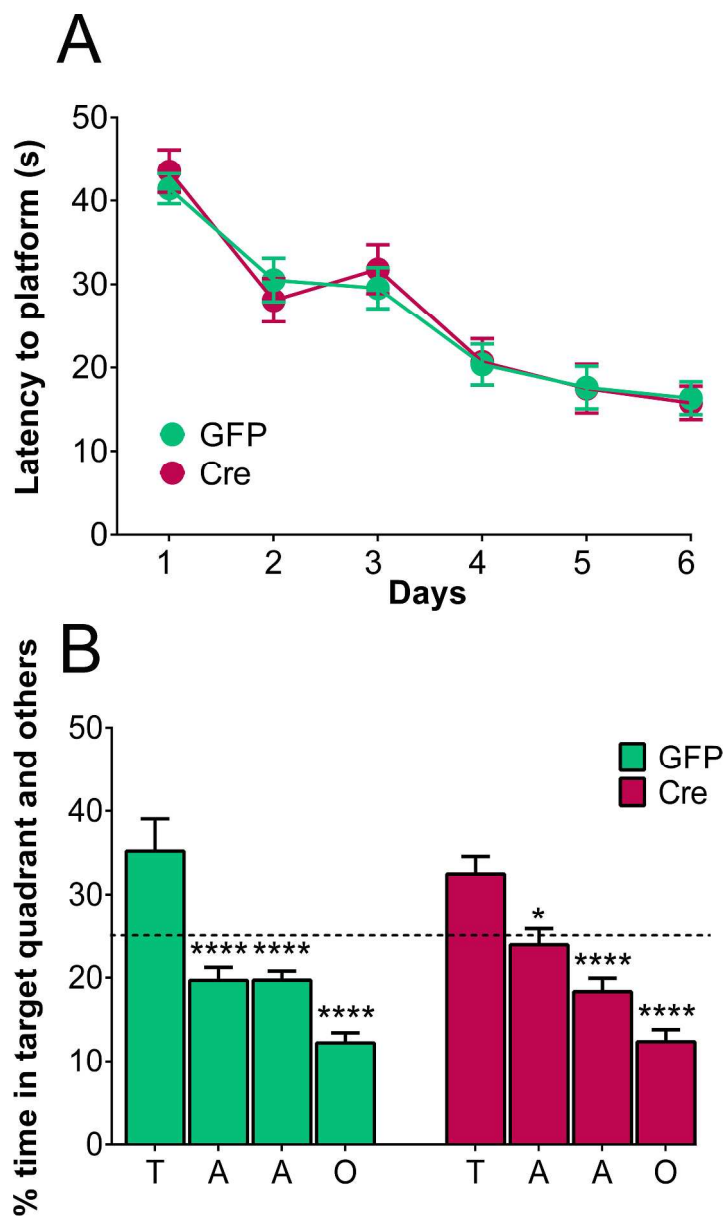 A
Latency to platform (s)
50
40
30
20
10
0
GFP
Cre
1 2 3 4 5 6
Days
B
% time in target quadrant and others
50
40
30
20
10
0
GFP
Cre
**** **** ****
* **** ****
T A A O T A A O